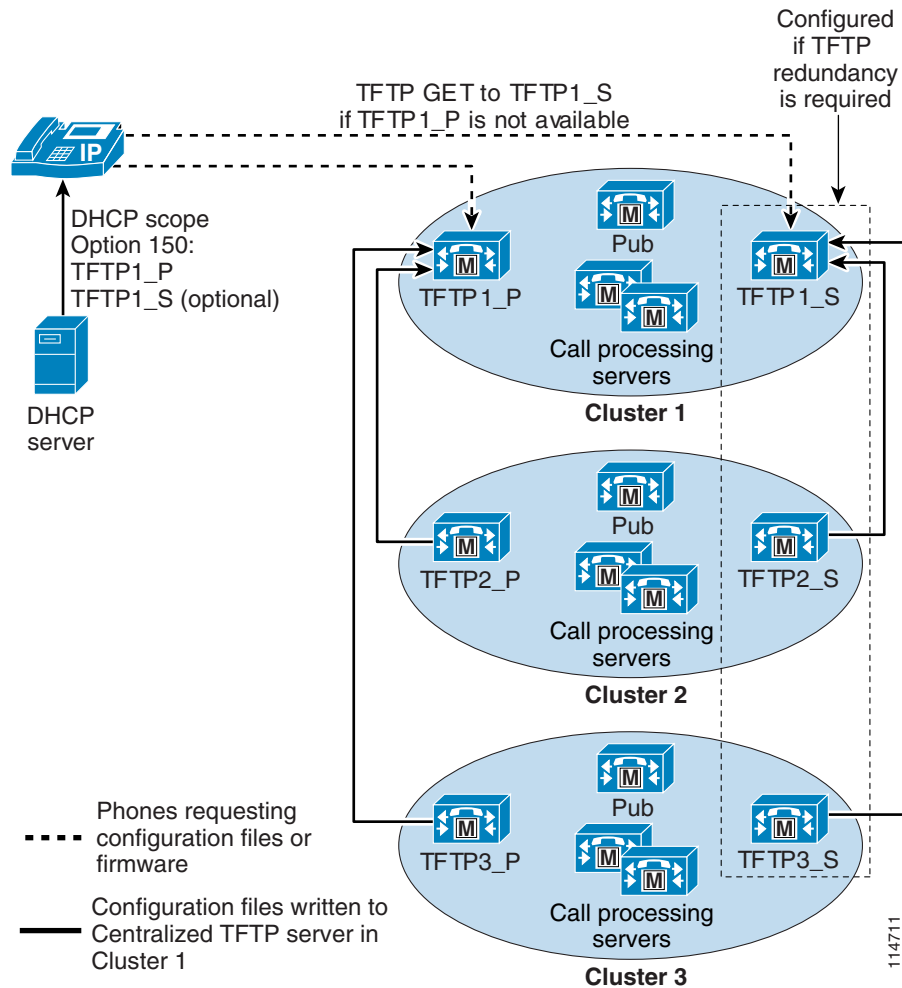 Configured
if TFTP
redundancy
is required
TFTP GET to TFTP1_S
if TFTP1_P is not available
IP
DHCP scope
Option 150:
TFTP1_P
TFTP1_S (optional)
DHCP
server
M
Pub
M
TFTP1_P
M
TFTP1_S
M
M
Call processing
servers
Cluster 1
M
Pub
M
TFTP2_P
M
TFTP2_S
M
M
Call processing
servers
Cluster 2
M
Pub
M
TFTP3_P
M
TFTP3_S
M
M
Call processing
servers
Cluster 3
Phones requesting
configuration files or
firmware
Configuration files written to
Centralized TFTP server in
Cluster 1
114711